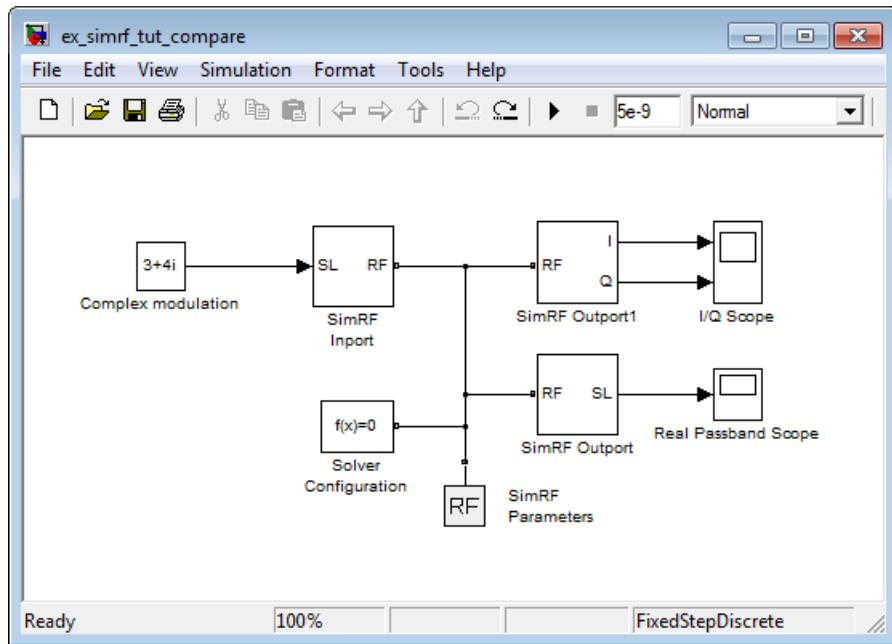 ex_simrf_tut_compare
File Edit View Simulation Format Tools Help
5e-9 Normal
3+4i
Complex modulation
SL RF
SimRF
Inport
RF I Q
SimRF Outport1
I/Q Scope
RF SL
SimRF Outport
Real Passband Scope
f(x)=0
Solver
Configuration
RF
SimRF
Parameters
Ready 100% FixedStepDiscrete